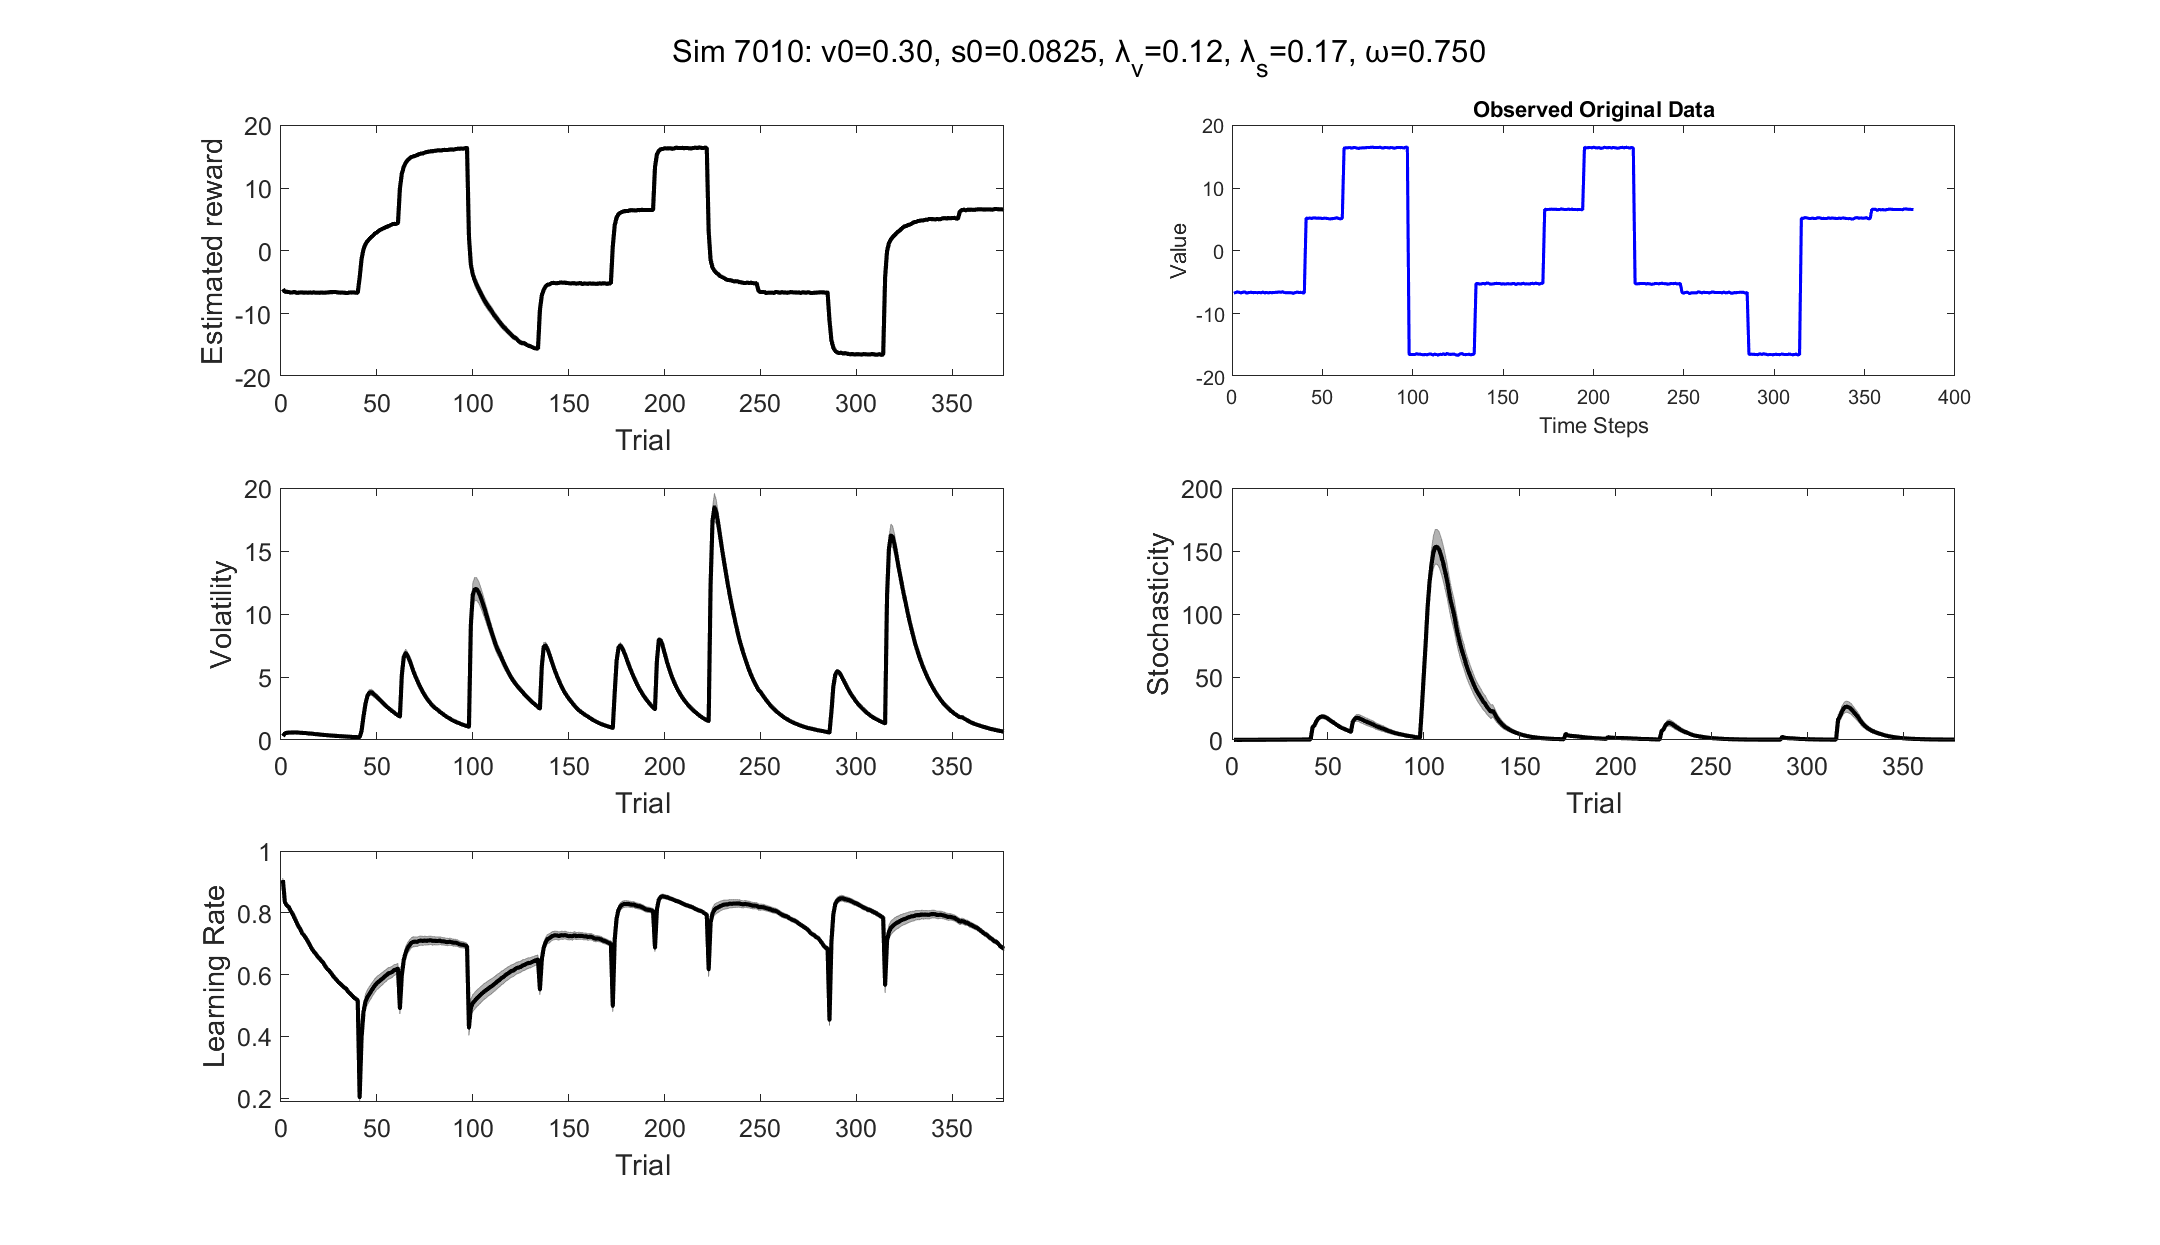 Sim 7010: v0=0.30, s0=0.0825, λv=0.12, λs=0.17, ω=0.750
20
10
0
-10
-20
Estimated reward
0 50 100 150 200 250 300 350
Trial
Observed Original Data
20
10
0
-10
-20
Value
0 50 100 150 200 250 300 350 400
Time Steps
20
15
10
5
0
Volatility
0 50 100 150 200 250 300 350
Trial
200
150
100
50
0
Stochasticity
0 50 100 150 200 250 300 350
Trial
1
0.8
0.6
0.4
0.2
Learning Rate
0 50 100 150 200 250 300 350
Trial